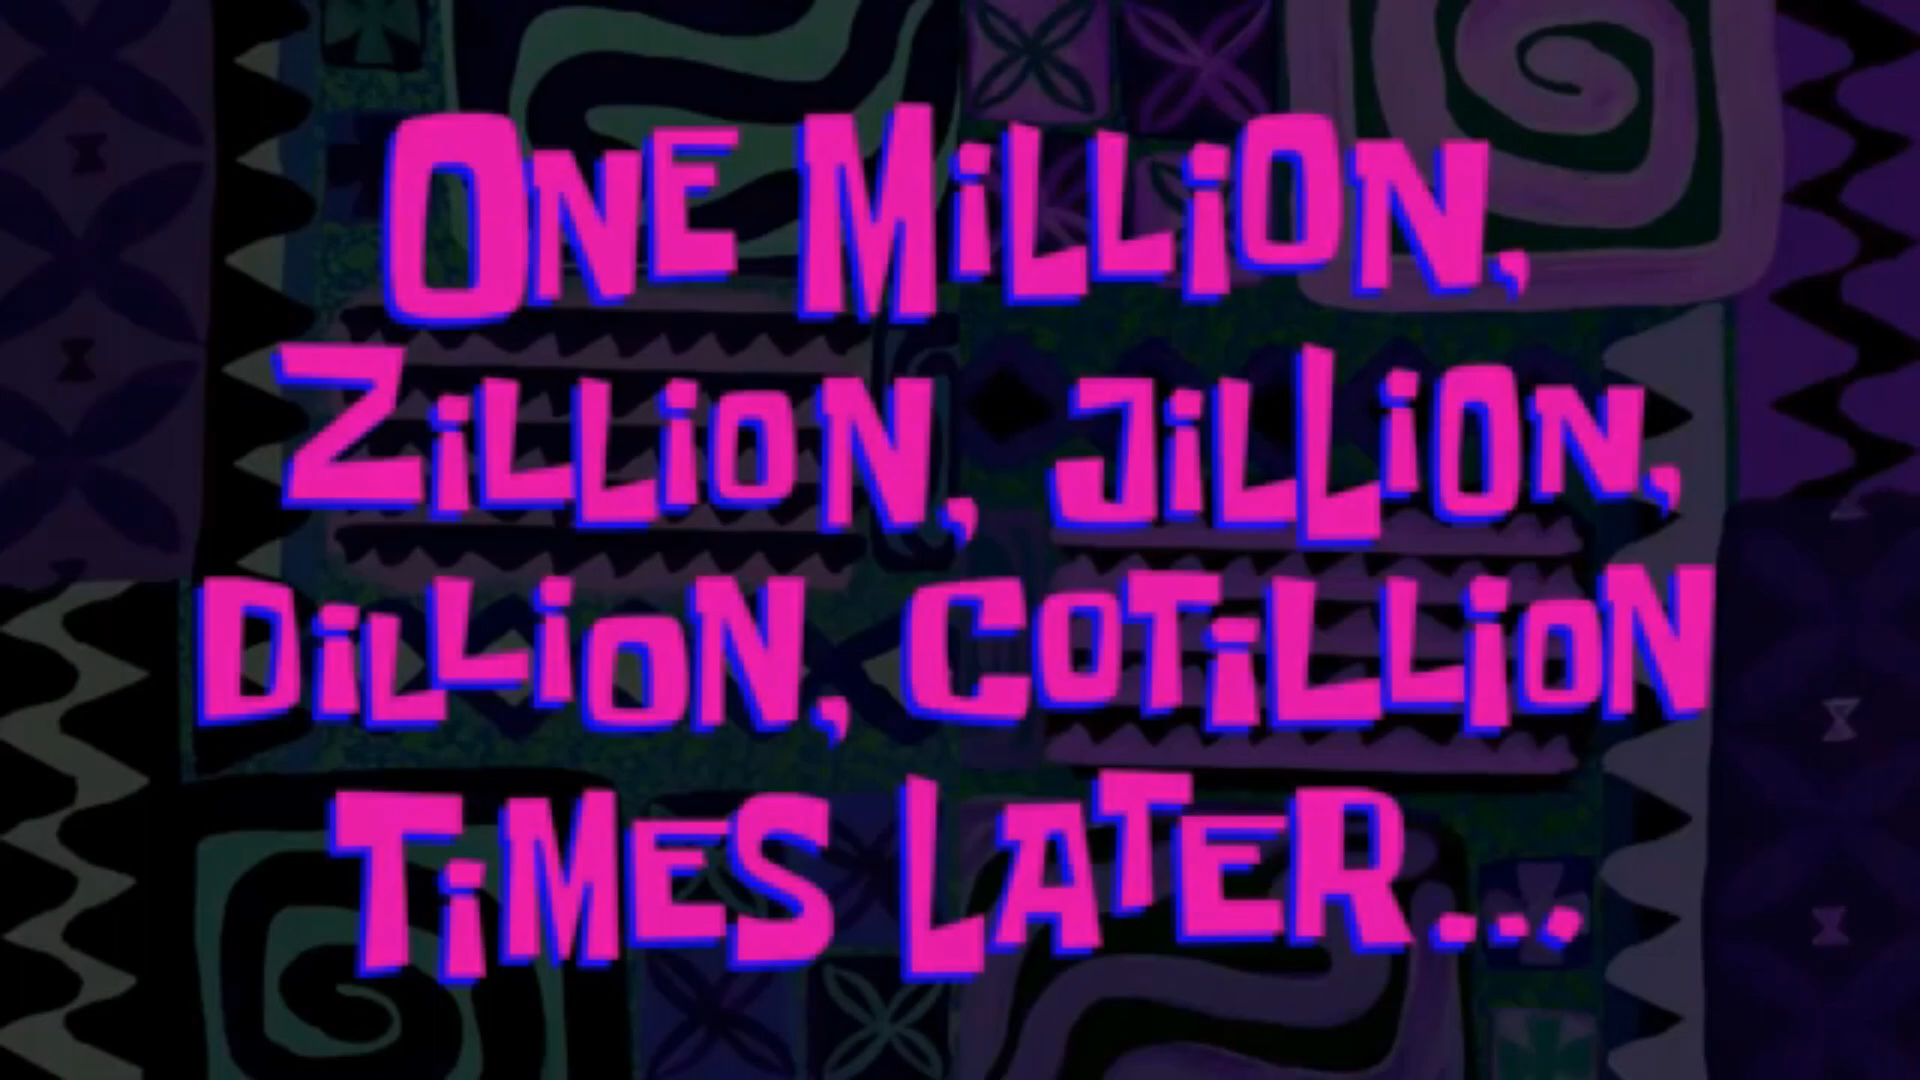 One Million,
Zillion, Jillion,
Dillion, Cotillion
Times Later...